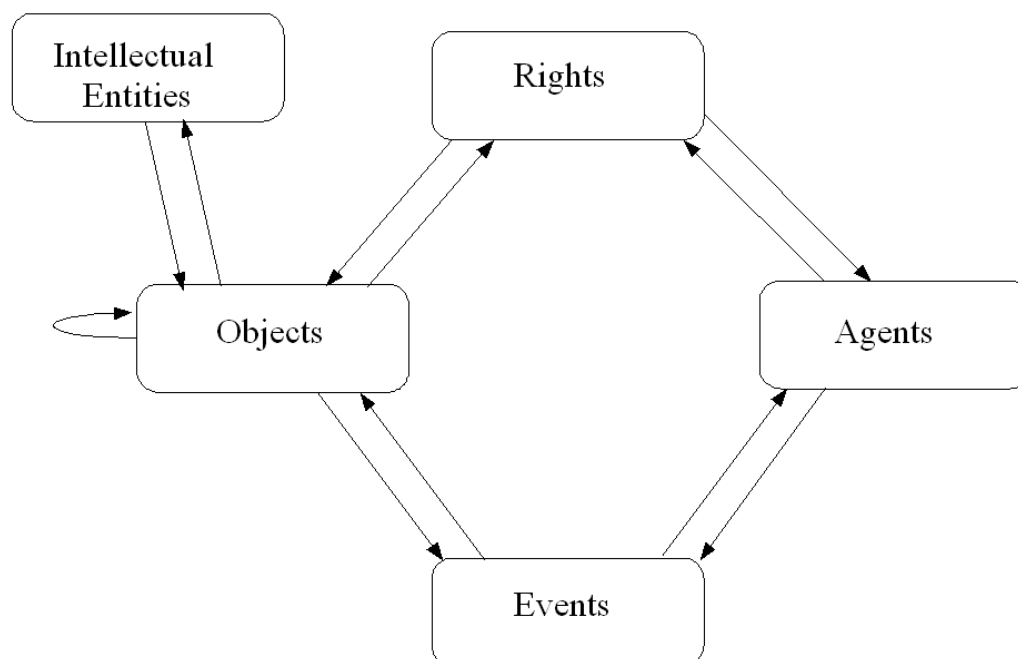 Intellectual
Entities
Rights
Objects
Agents
Events